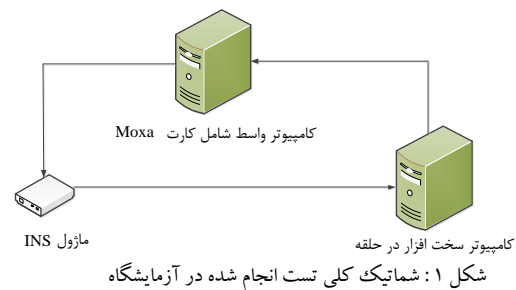 کامپیوتر واسط شامل کارت Moxa
ماژول INS
کامپیوتر سخت افزار در حلقه
شکل ۱ : شماتیک کلی تست انجام شده در آزمایشگاه